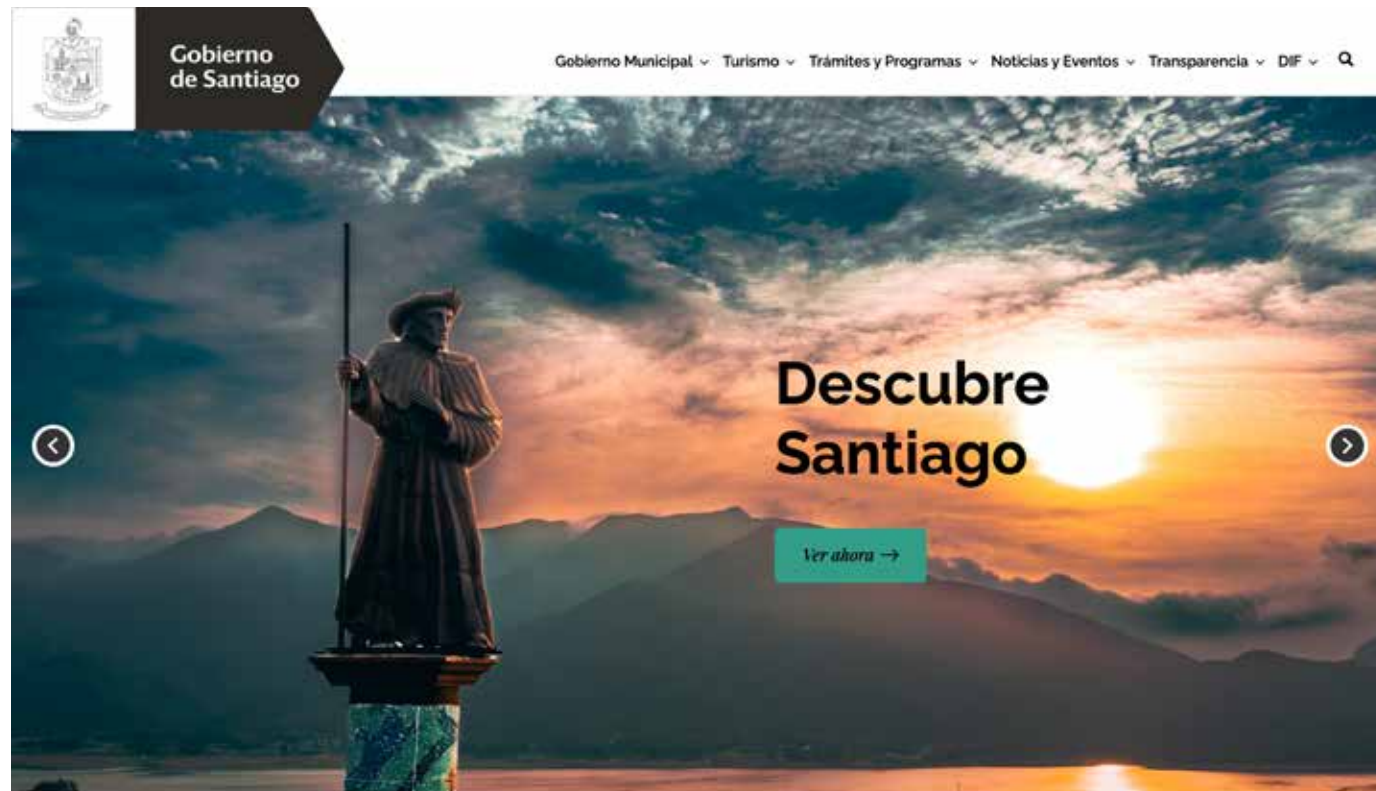 Gobierno
de Santiago
Gobierno Municipal
Turismo
Trámites y Programas
Noticias y Eventos
Transparencia
DIF
Descubre
Santiago
Ver ahora →